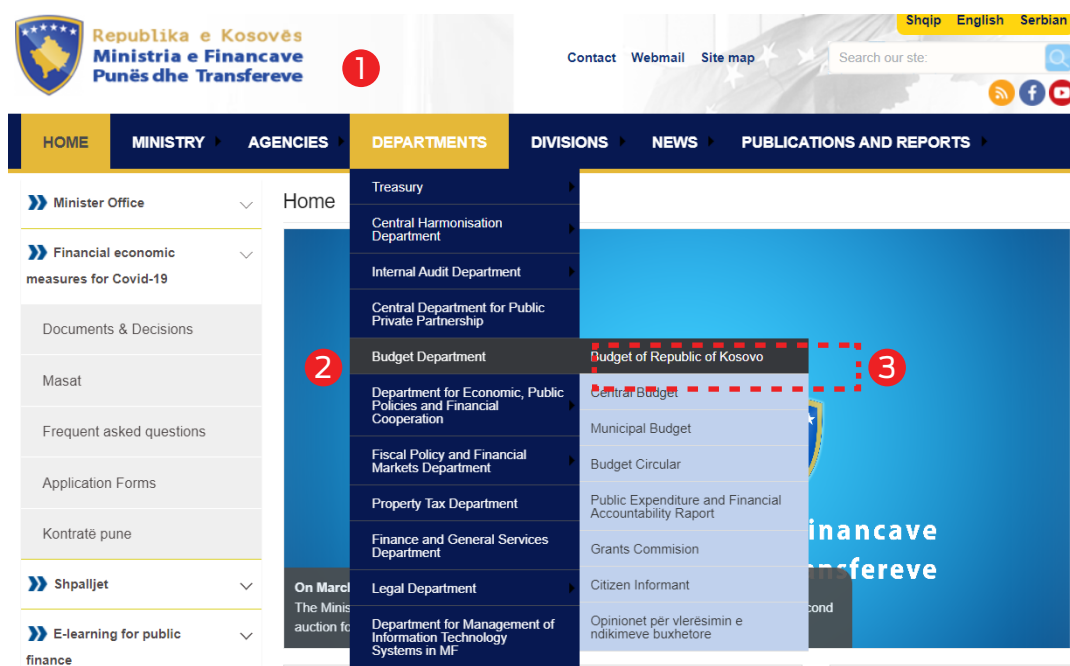 Republika e Kosovës
Ministria e Financave
Punës dhe Transfereve
1
Shqip English Serbian
Contact Webmail Site map
Search our ste:
HOME MINISTRY AGENCIES DEPARTMENTS DIVISIONS NEWS PUBLICATIONS AND REPORTS
Minister Office
Financial economic
measures for Covid-19
Documents & Decisions
Masat
Frequent asked questions
Application Forms
Kontratë pune
Shpalljet
E-learning for public
finance
Home
Treasury
Central Harmonisation
Department
Internal Audit Department
Central Department for Public
Private Partnership
2
Budget Department
Department for Economic, Public
Policies and Financial
Cooperation
Fiscal Policy and Financial
Markets Department
Property Tax Department
Finance and General Services
Department
Legal Department
Department for Management of
Information Technology
Systems in MF
Budget of Republic of Kosovo
3
Central Budget
Municipal Budget
Budget Circular
Public Expenditure and Financial
Accountability Raport
Grants Commision
Citizen Informant
Opinionet për vlerësimin e
ndikimeve buxhetore
inancave
nsfereve
On March
The Minis
auction fo
cond